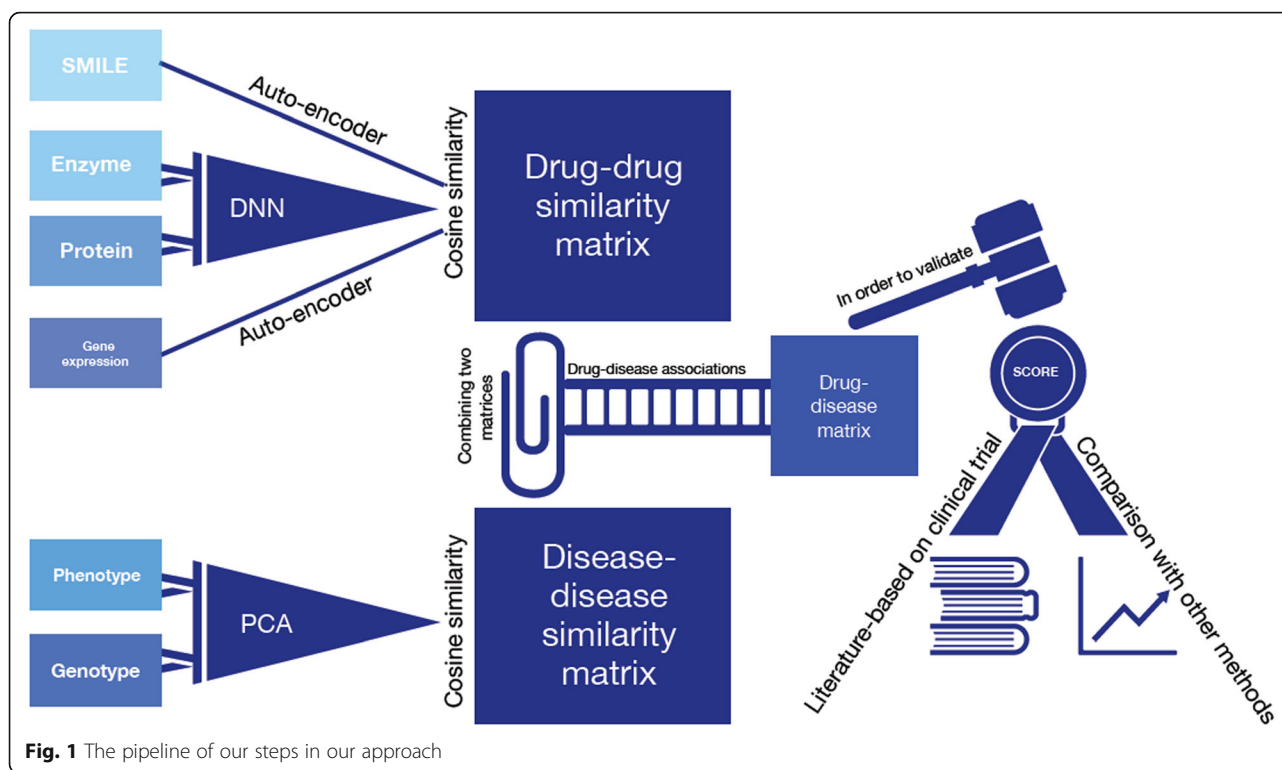 SMILE
Enzyme
Protein
Gene
expression
Auto-encoder
DNN
Auto-encoder
Cosine similarity
Drug-drug
similarity
matrix
Combining two
matrices
Drug-disease associations
Drug-
disease
matrix
In order to validate
SCORE
Literature-based on clinical trial
Comparison with other methods
Phenotype
Genotype
PCA
Cosine similarity
Disease-
disease
similarity
matrix
Fig. 1 The pipeline of our steps in our approach